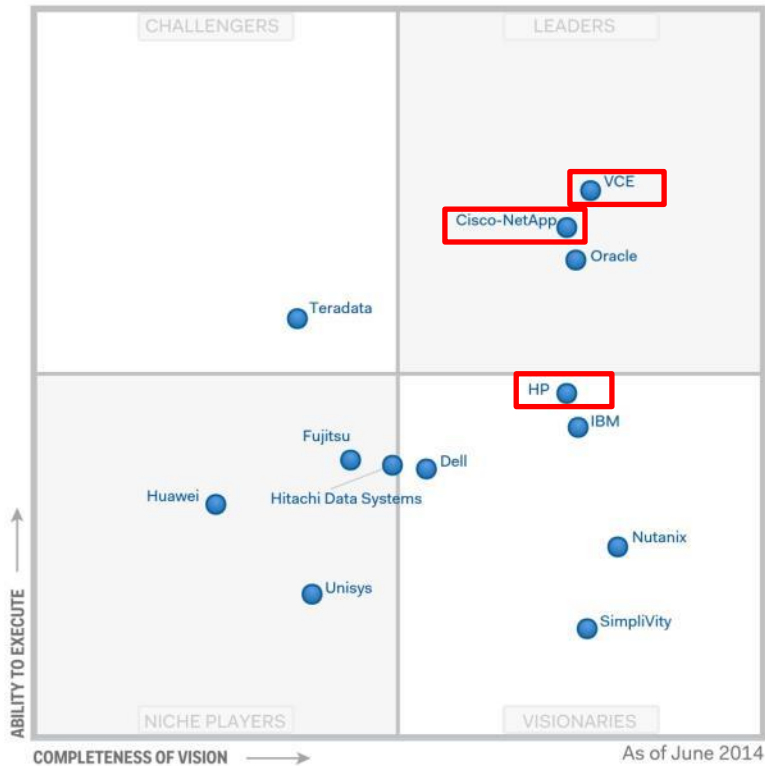 CHALLENGERS
LEADERS
VCE
Cisco-NetApp
Oracle
Teradata
HP
IBM
Fujitsu
Dell
Hitachi Data Systems
Huawei
Nutanix
Unisys
SimpliVity
NICHE PLAYERS
VISIONARIES
ABILITY TO EXECUTE
COMPLETENESS OF VISION
As of June 2014